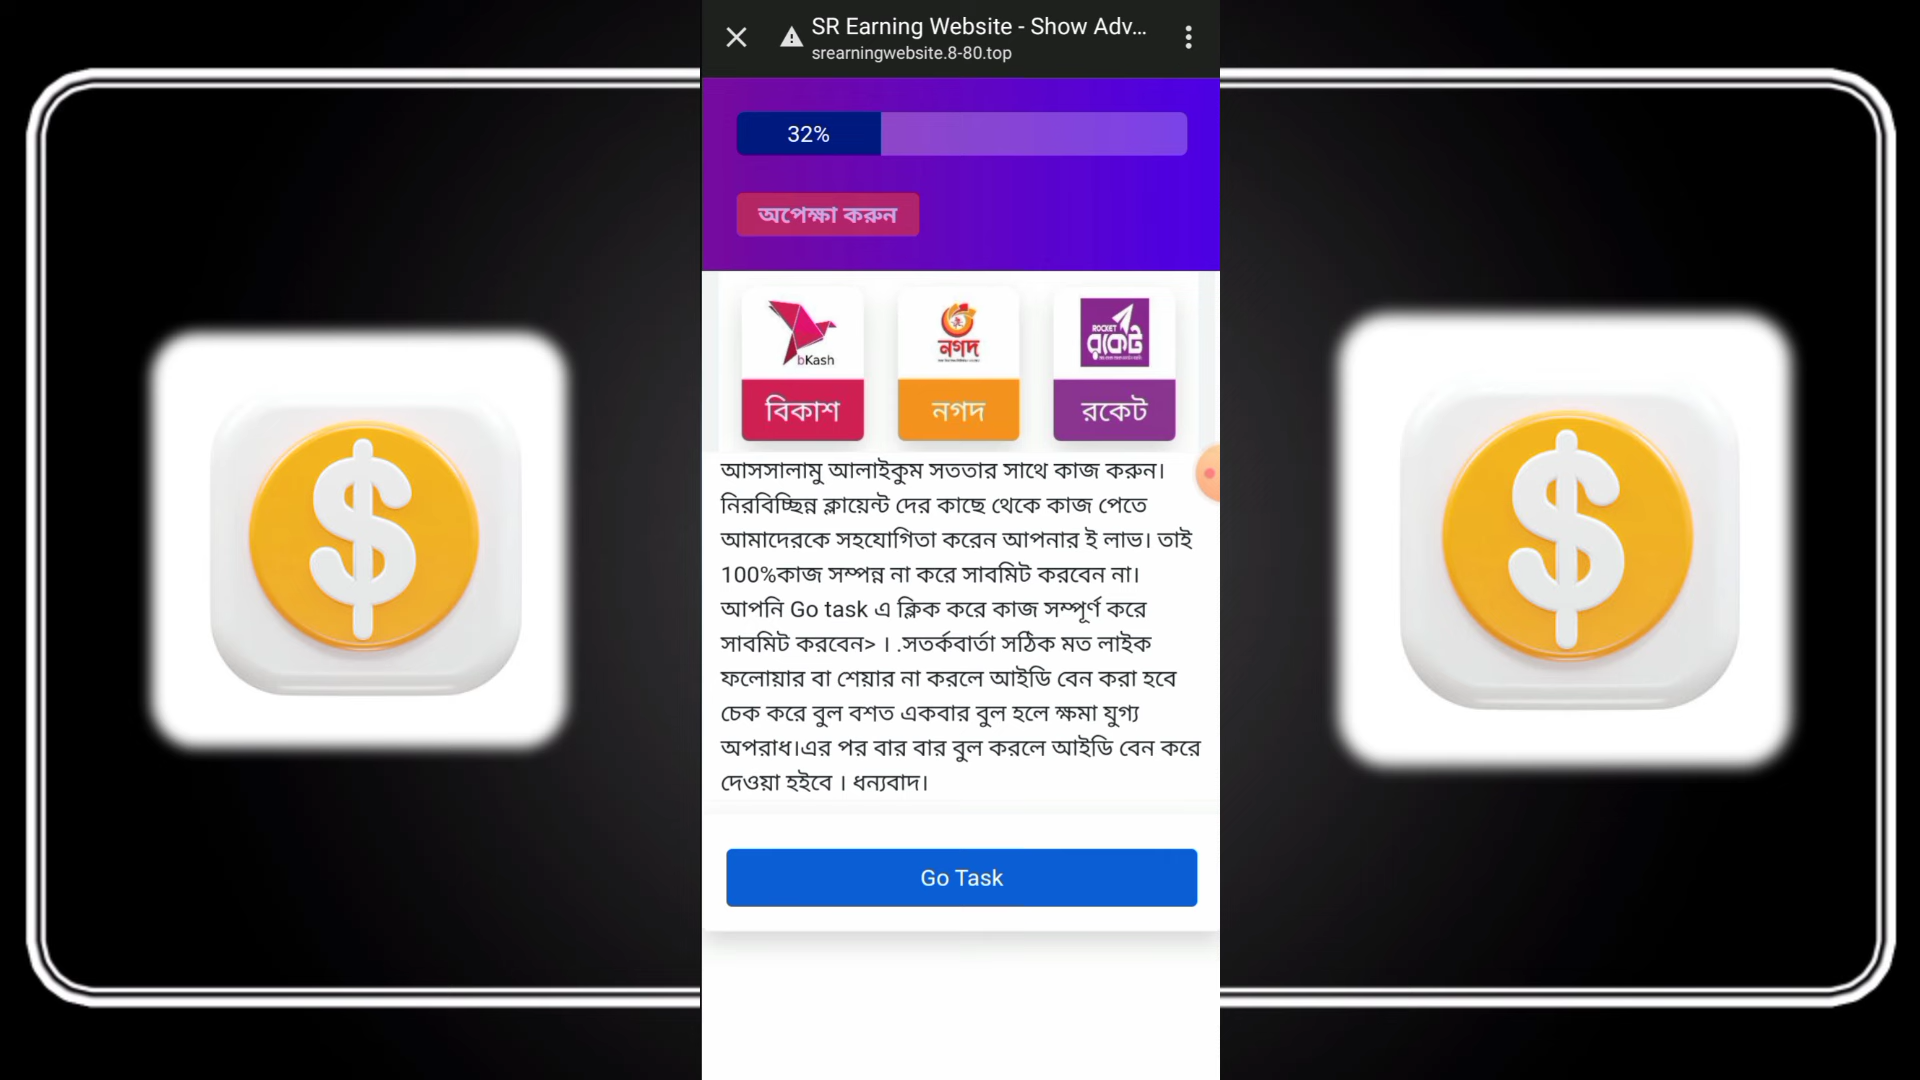 SR Earning Website - Show Adv...
srearningwebsite.8-80.top
32%
অপেক্ষা করুন
bKash
নগদ
ROCKET
রকেট
বিকাশ
নগদ
রকেট
আসসালামু আলাইকুম সততার সাথে কাজ করুন।
নিরবিচ্ছিন্ন ক্লায়েন্ট দের কাছে থেকে কাজ পেতে
আমাদেরকে সহযোগিতা করেন আপনার ই লাভ। তাই
100%কাজ সম্পন্ন না করে সাবমিট করবেন না।
আপনি Go task এ ক্লিক করে কাজ সম্পূর্ণ করে
সাবমিট করবেন> । .সতর্কবার্তা সঠিক মত লাইক
ফলোয়ার বা শেয়ার না করলে আইডি বেন করা হবে
চেক করে বুল বশত একবার বুল হলে ক্ষমা যুগ্য
অপরাধ।এর পর বার বার বুল করলে আইডি বেন করে
দেওয়া হইবে । ধন্যবাদ।
Go Task